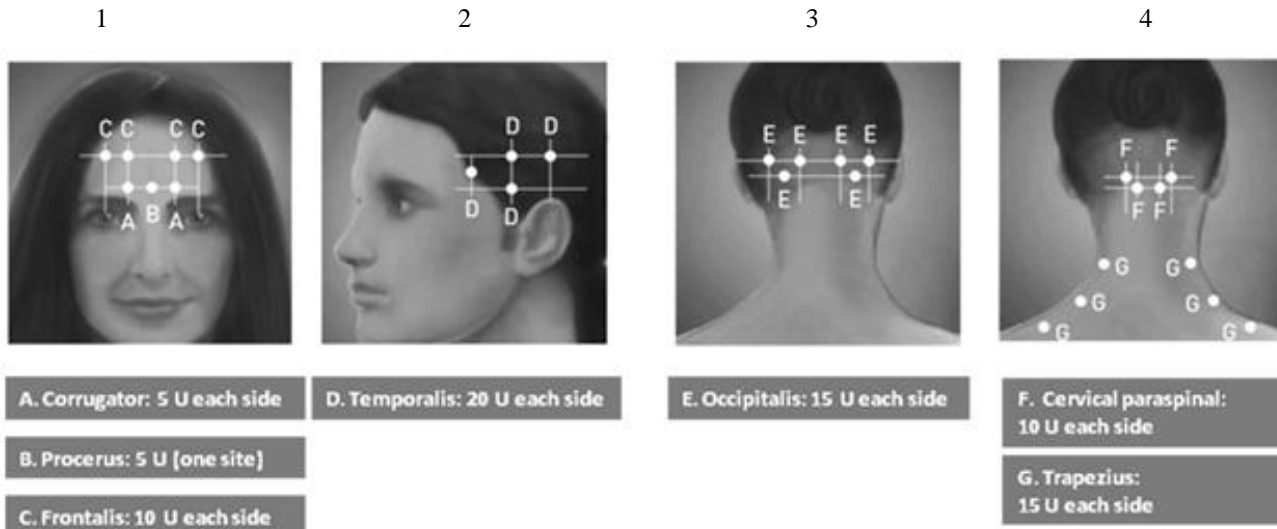 1 2 3 4
C C C C
A B A
D D
D D
E E E E
E E
F F
F F
G G
G G
G G
A. Corrugator: 5 U each side
B. Procerus: 5 U (one site)
C. Frontalis: 10 U each side
D. Temporalis: 20 U each side
E. Occipitalis: 15 U each side
F. Cervical paraspinal:
10 U each side
G. Trapezius:
15 U each side